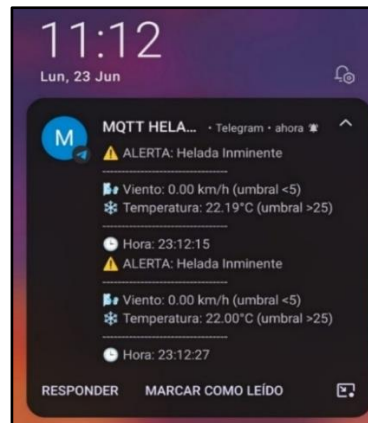 11:12
Lun, 23 Jun
M
MQTT HELA... • Telegram • ahora
⚠️ ALERTA: Helada Inminente
--------------------------------
🌬️ Viento: 0.00 km/h (umbral <5)
❄️ Temperatura: 22.19°C (umbral >25)
--------------------------------
🕒 Hora: 23:12:15
⚠️ ALERTA: Helada Inminente
--------------------------------
🌬️ Viento: 0.00 km/h (umbral <5)
❄️ Temperatura: 22.00°C (umbral >25)
--------------------------------
🕒 Hora: 23:12:27
RESPONDER MARCAR COMO LEÍDO